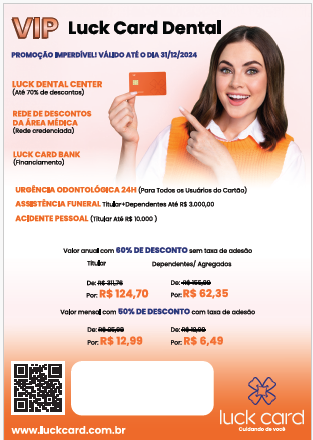 VIP Luck Card Dental
PROMOÇÃO IMPERDÍVEL! VÁLIDO ATÉ O DIA 31/12/2024
LUCK DENTAL CENTER
(Até 70% de descontos)
REDE DE DESCONTOS
DA ÁREA MÉDICA
(Rede credenciada)
LUCK CARD BANK
(Financiamento)
URGÊNCIA ODONTOLÓGICA 24H (Para Todos os Usuários do Cartão)
ASSISTÊNCIA FUNERAL Titular+Dependentes Até R$ 3.000,00
ACIDENTE PESSOAL (Titular Até R$ 10.000 )
Valor anual com 60% DE DESCONTO sem taxa de adesão
Titular Dependentes/ Agregados
De: R$ 311,76 De: R$ 155,90
Por: R$ 124,70 Por: R$ 62,35
Valor mensal com 50% DE DESCONTO com taxa de adesão
De: R$ 25,99 De: R$ 12,99
Por: R$ 12,99 Por: R$ 6,49
luck card
Cuidando de você
www.luckcard.com.br